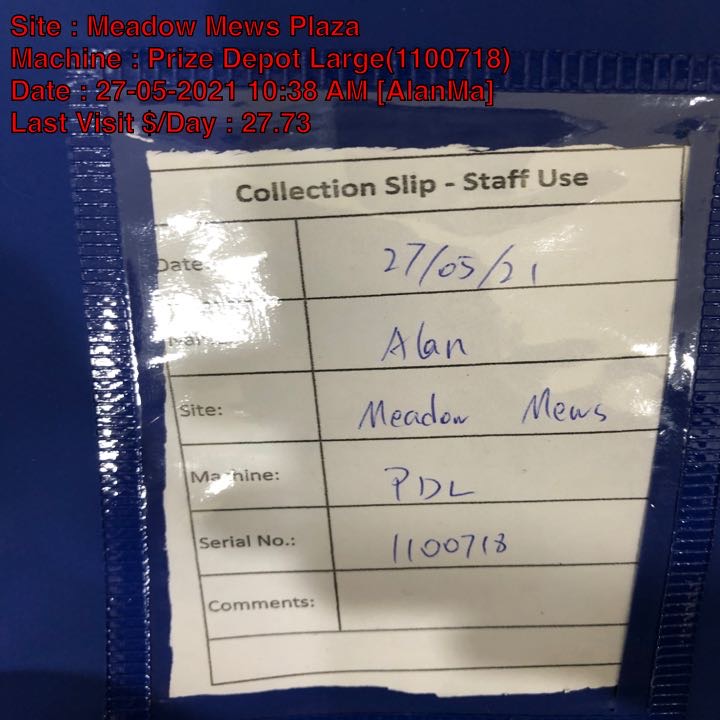 Site : Meadow Mews Plaza
Machine : Prize Depot Large(1100718)
Date : 27-05-2021 10:38 AM [AlanMa]
Last Visit $/Day : 27.73
Collection Slip - Staff Use
Date 27/05/21
Alan
Site: Meadow Mews
Machine: PDL
Serial No.: 1100718
Comments: